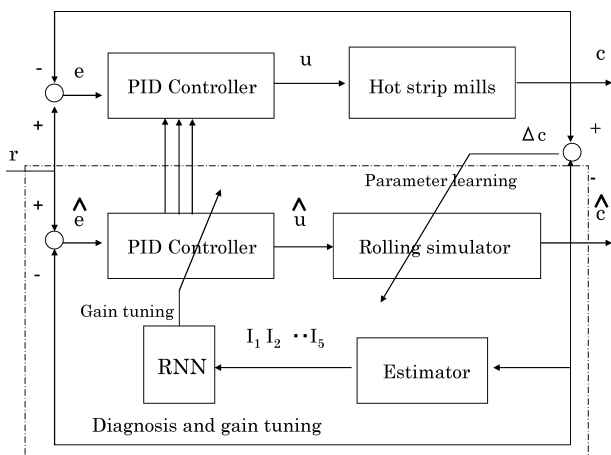 - e u c
PID Controller Hot strip mills
+ Δc +
r
Parameter learning -
+ ê û ĉ
PID Controller Rolling simulator
-
Gain tuning
I₁ I₂ ··I₅
RNN Estimator
Diagnosis and gain tuning